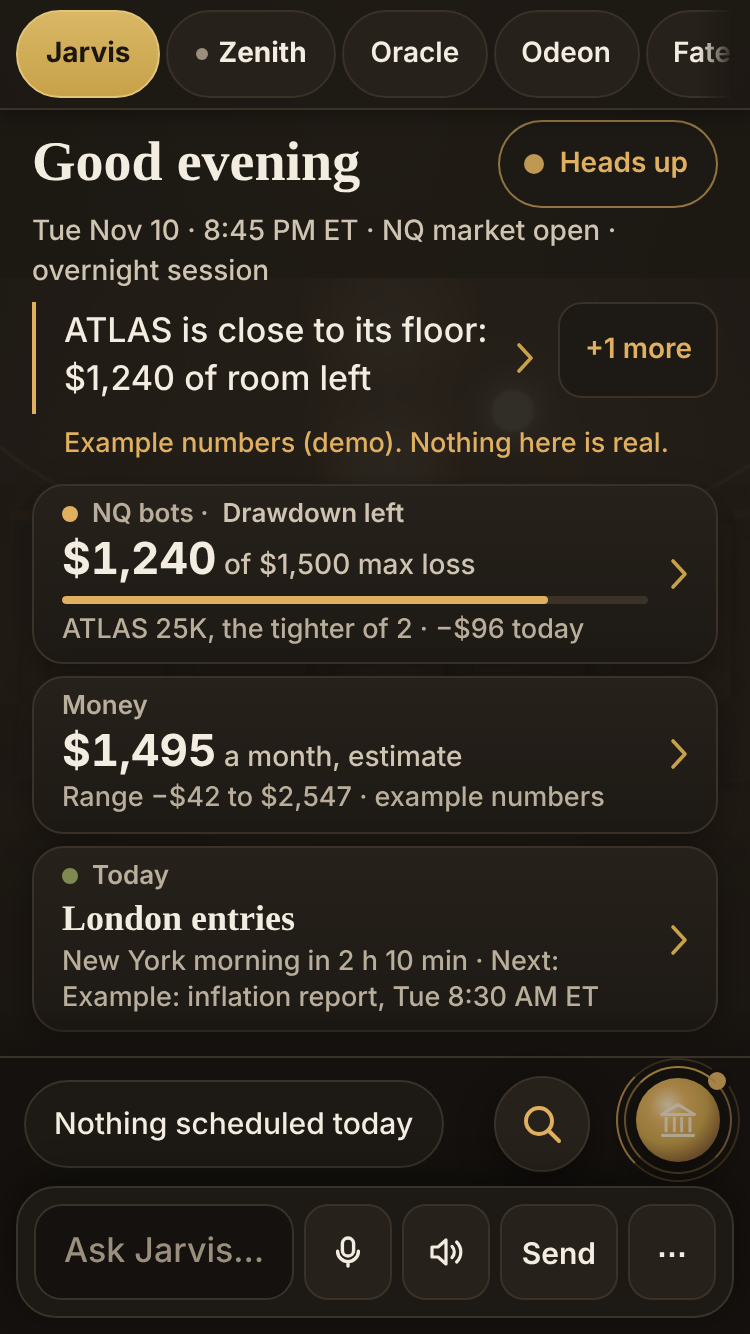 Jarvis
Zenith
Oracle
Odeon
Fate
Good evening
Heads up
Tue Nov 10 · 8:45 PM ET · NQ market open ·
overnight session
ATLAS is close to its floor:
$1,240 of room left
+1 more
Example numbers (demo). Nothing here is real.
NQ bots · Drawdown left
$1,240 of $1,500 max loss
ATLAS 25K, the tighter of 2 · −$96 today
Money
$1,495 a month, estimate
Range −$42 to $2,547 · example numbers
Today
London entries
New York morning in 2 h 10 min · Next:
Example: inflation report, Tue 8:30 AM ET
Nothing scheduled today
Ask Jarvis...
Send
...